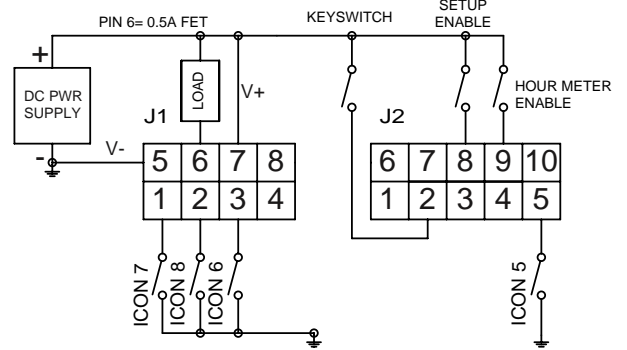 PIN 6= 0.5A FET
KEYSWITCH
SETUP
ENABLE
+
DC PWR
SUPPLY
-
LOAD
V+
HOUR METER
ENABLE
J1
J2
V-
5 6 7 8
1 2 3 4
6 7 8 9 10
1 2 3 4 5
ICON 7
ICON 8
ICON 6
ICON 5